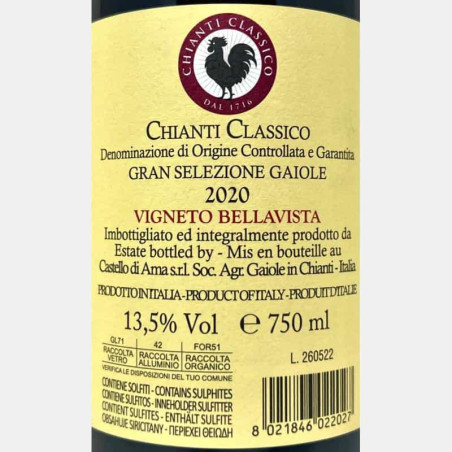 CHIANTI CLASSICO
DAL 1716
CHIANTI CLASSICO
Denominazione di Origine Controllata e Garantita
GRAN SELEZIONE GAIOLE
2020
VIGNETO BELLAVISTA
Imbottigliato ed integralmente prodotto da
Estate bottled by - Mis en bouteille au
Castello di Ama s.r.l. Soc. Agr. Gaiole in Chianti - Italia
PRODOTTO IN ITALIA - PRODUCT OF ITALY - PRODUIT D'ITALIE
13,5% Vol ℮ 750 ml
GL71 42 FOR51
RACCOLTA VETRO RACCOLTA ALLUMINIO RACCOLTA ORGANICO
VERIFICA LE DISPOSIZIONI DEL TUO COMUNE
L. 260522
CONTIENE SOLFITI - CONTAINS SULPHITES
CONTIENE SULFITOS - INNEHOLDER SULFITTER
CONTIENT SULFITES - ENTHÄLT SULFITE
OBSAHUJE SIRICITANY - ΠΕΡΙΕΧΕΙ ΘΕΙΩΔΗ
8 021846 022027